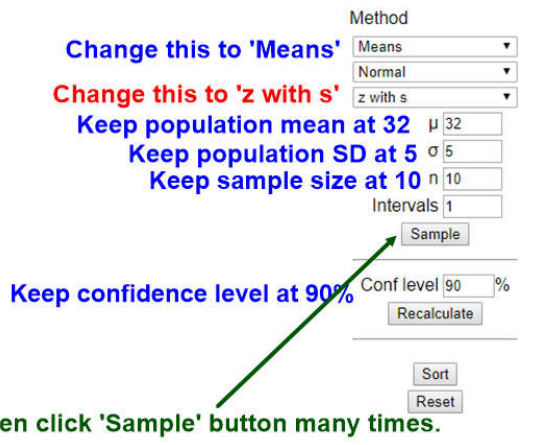 Method
Change this to 'Means' Means
Normal
Change this to 'z with s' z with s
Keep population mean at 32 μ 32
Keep population SD at 5 σ 5
Keep sample size at 10 n 10
Intervals 1
Sample
Keep confidence level at 90% Conf level 90 %
Recalculate
Sort
Reset
en click 'Sample' button many times.